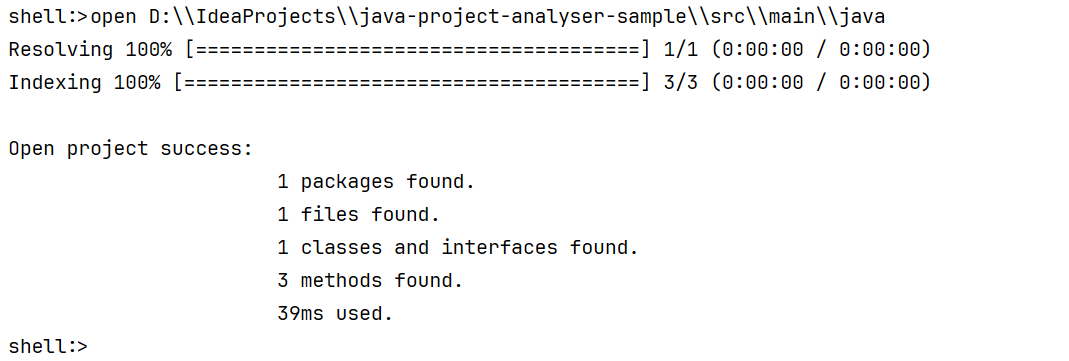 shell:>open D:\\IdeaProjects\\java-project-analyser-sample\\src\\main\\java
Resolving 100% [=======================================] 1/1 (0:00:00 / 0:00:00)
Indexing 100% [=======================================] 3/3 (0:00:00 / 0:00:00)
Open project success:
1 packages found.
1 files found.
1 classes and interfaces found.
3 methods found.
39ms used.
shell:>